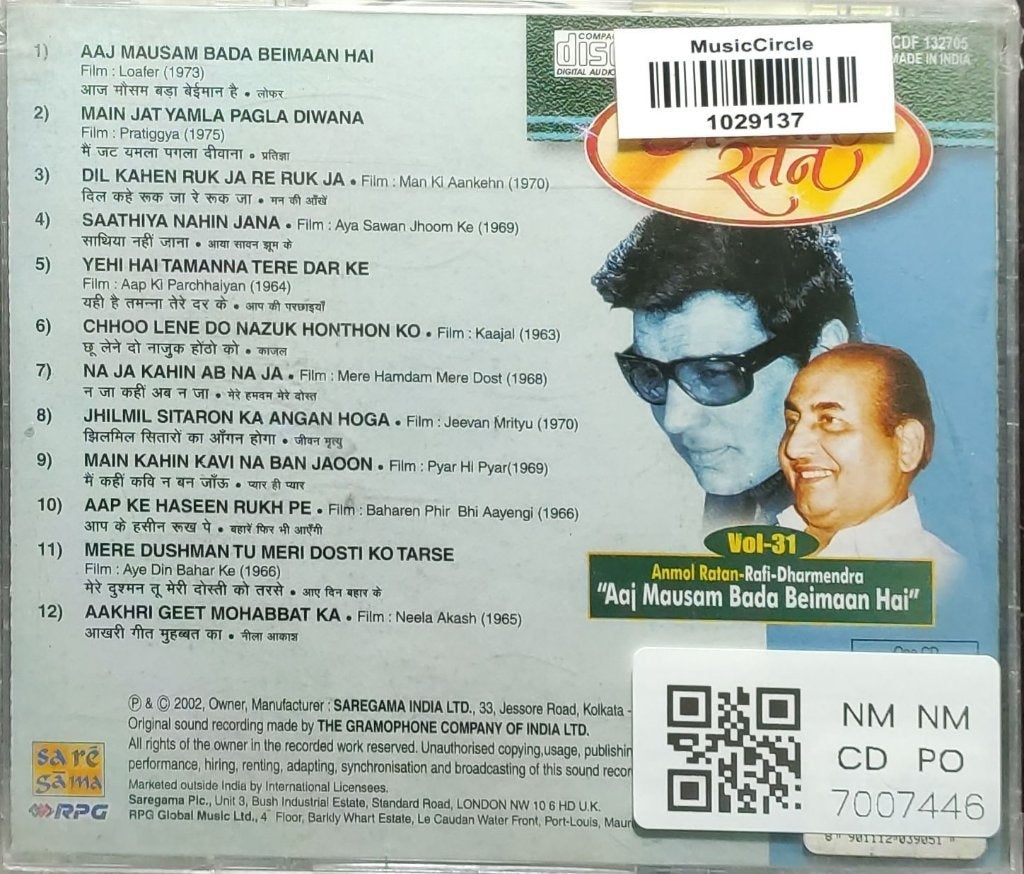 1) AAJ MAUSAM BADA BEIMAAN HAI
Film : Loafer (1973)
आज मौसम बड़ा बेईमान है • लोफर
2) MAIN JAT YAMLA PAGLA DIWANA
Film : Pratiggya (1975)
मैं जट यमला पगला दीवाना • प्रतिज्ञा
3) DIL KAHEN RUK JA RE RUK JA • Film : Man Ki Aankehn (1970)
दिल कहे रूक जा रे रूक जा • मन की आँखें
4) SAATHIYA NAHIN JANA • Film : Aya Sawan Jhoom Ke (1969)
साथिया नहीं जाना • आया सावन झूम के
5) YEHI HAI TAMANNA TERE DAR KE
Film : Aap Ki Parchhaiyan (1964)
यही है तमन्ना तेरे दर के • आप की परछाइयाँ
6) CHHOO LENE DO NAZUK HONTHON KO • Film : Kaajal (1963)
छू लेने दो नाजुक होंठो को • काजल
7) NA JA KAHIN AB NA JA • Film : Mere Hamdam Mere Dost (1968)
न जा कहीं अब न जा • मेरे हमदम मेरे दोस्त
8) JHILMIL SITARON KA ANGAN HOGA • Film : Jeevan Mrityu (1970)
झिलमिल सितारों का आँगन होगा • जीवन मृत्यु
9) MAIN KAHIN KAVI NA BAN JAOON • Film : Pyar Hi Pyar(1969)
मैं कहीं कवि न बन जाँऊ • प्यार ही प्यार
10) AAP KE HASEEN RUKH PE • Film : Baharen Phir Bhi Aayengi (1966)
आप के हसीन रूख पे • बहारें फिर भी आएँगी
11) MERE DUSHMAN TU MERI DOSTI KO TARSE
Film : Aye Din Bahar Ke (1966)
मेरे दुश्मन तू मेरी दोस्ती को तरसे • आए दिन बहार के
12) AAKHRI GEET MOHABBAT KA • Film : Neela Akash (1965)
आखरी गीत मुहब्बत का • नीला आकाश
COMPAC
disc
DIGITAL AUDIO
MusicCircle
1029137
CDF 132705
MADE IN INDIA
रतन
Vol-31
Anmol Ratan-Rafi-Dharmendra
"Aaj Mausam Bada Beimaan Hai"
One CD
Ⓟ & © 2002, Owner, Manufacturer : SAREGAMA INDIA LTD., 33, Jessore Road, Kolkata -
Original sound recording made by THE GRAMOPHONE COMPANY OF INDIA LTD.
All rights of the owner in the recorded work reserved. Unauthorised copying,usage, publishin
performance, hiring, renting, adapting, synchronisation and broadcasting of this sound recor
Marketed outside India by International Licensees.
Saregama Plc., Unit 3, Bush Industrial Estate, Standard Road, LONDON NW 10 6 HD U.K.
RPG Global Music Ltd., 4 Floor, Barkly Whart Estate, Le Caudan Water Front, Port-Louis, Maur
sa rē
gāma
RPG
NM NM
CD PO
7007446
8 901112 039051